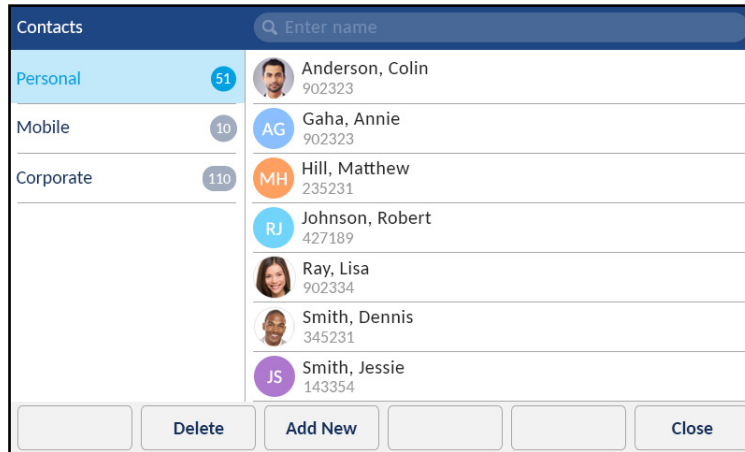 Contacts
Enter name
Personal 51
Mobile 10
Corporate 110
Anderson, Colin
902323
AG
Gaha, Annie
902323
MH
Hill, Matthew
235231
RJ
Johnson, Robert
427189
Ray, Lisa
902334
Smith, Dennis
345231
JS
Smith, Jessie
143354
Delete
Add New
Close